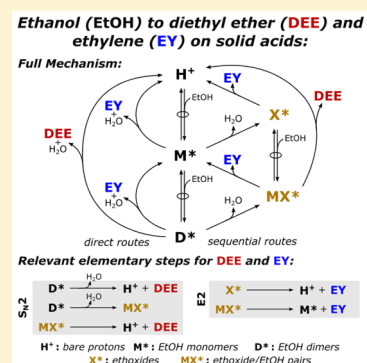 Ethanol (EtOH) to diethyl ether (DEE) and
ethylene (EY) on solid acids:
Full Mechanism:
H+
EY
DEE
EY
+
H2O
EtOH
H2O
X*
DEE
+
H2O
M*
EY
EtOH
EY
+
H2O
EtOH
H2O
MX*
direct routes
D*
sequential routes
Relevant elementary steps for DEE and EY:
SN2
D* H2O H+ + DEE
D* H2O MX*
MX* H+ + DEE
E2
X* H+ + EY
MX* M* + EY
H+: bare protons M*: EtOH monomers D*: EtOH dimers
X*: ethoxides MX*: ethoxide/EtOH pairs